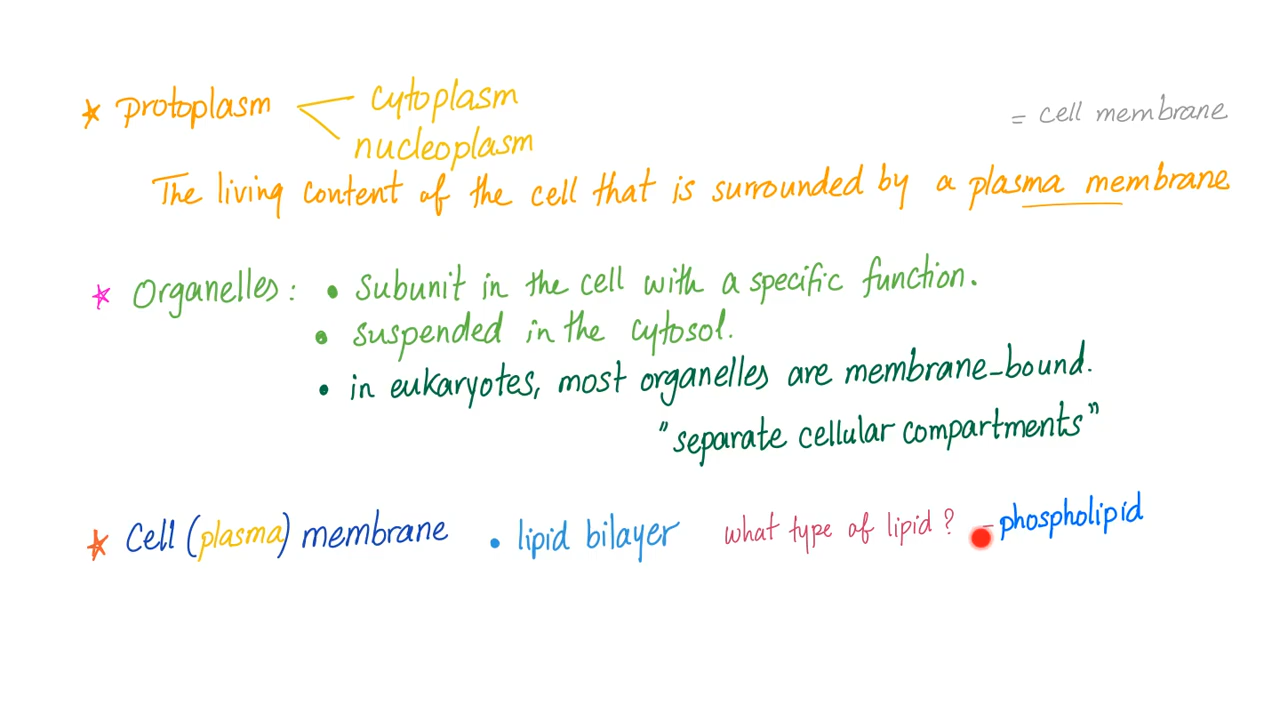 * Protoplasm
cytoplasm
nucleoplasm
= cell membrane
The living content of the cell that is surrounded by a plasma membrane
* Organelles: • subunit in the cell with a specific function.
• suspended in the cytosol.
• in eukaryotes, most organelles are membrane-bound.
"separate cellular compartments"
* Cell (plasma) membrane • lipid bilayer what type of lipid? - phospholipid